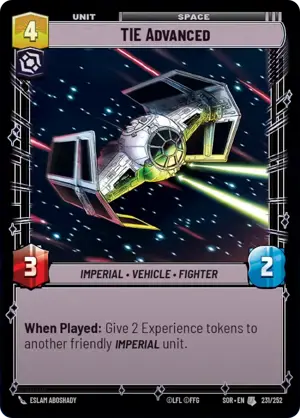 UNIT SPACE
4 TIE ADVANCED
3 IMPERIAL • VEHICLE • FIGHTER 2
When Played: Give 2 Experience tokens to
another friendly IMPERIAL unit.
ESLAM ABOSHADY ©LFL ©FFG SOR • EN 231/252